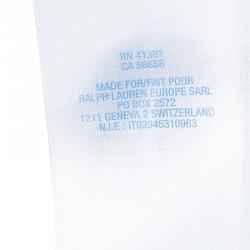 RN 41381
CA 56658
MADE FOR/FAIT POUR
RALPH LAUREN EUROPE SARL
PO BOX 2572
1211 GENEVA 2 SWITZERLAND
N.I.F. : IT03945310963